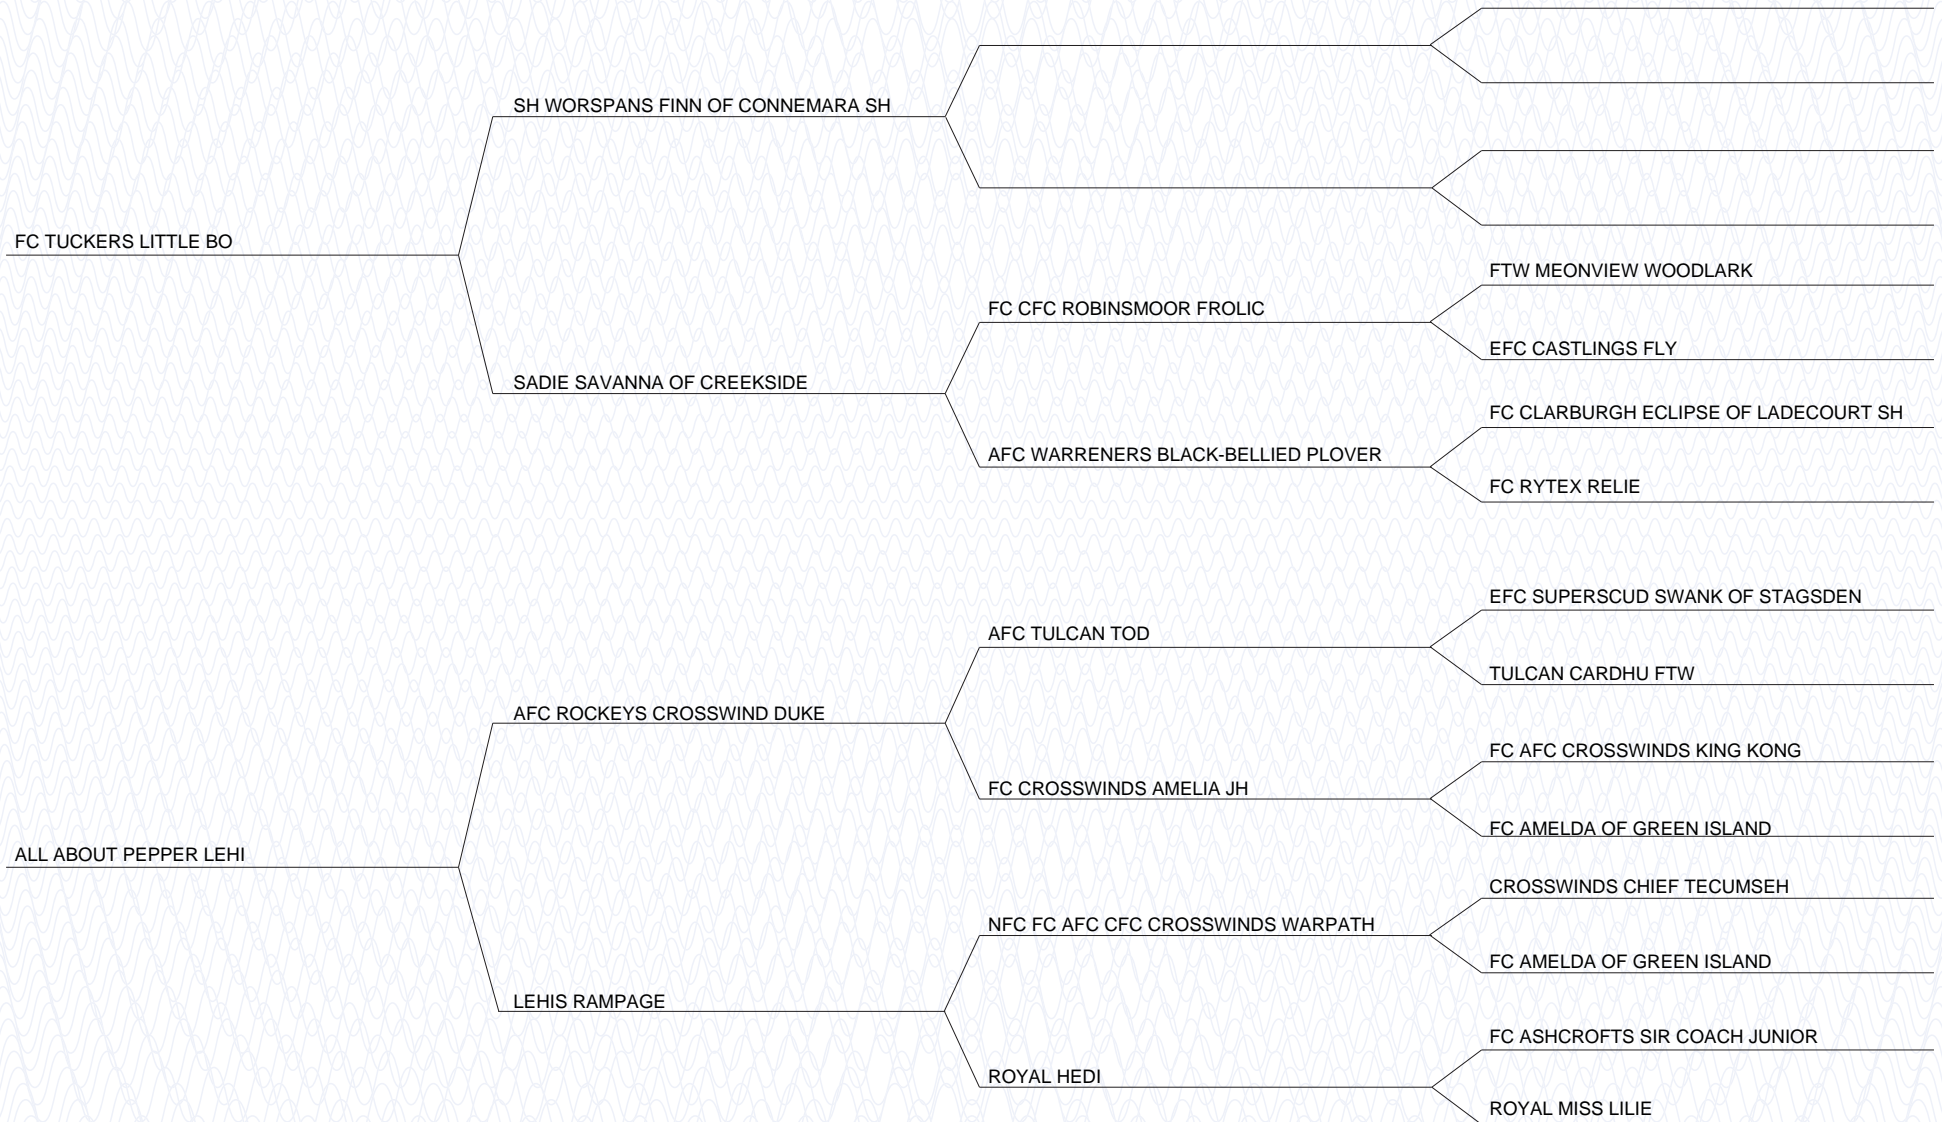 SH WORSPANS FINN OF CONNEMARA SH
FC TUCKERS LITTLE BO
FTW MEONVIEW WOODLARK
FC CFC ROBINSMOOR FROLIC
EFC CASTLINGS FLY
SADIE SAVANNA OF CREEKSIDE
FC CLARBURGH ECLIPSE OF LADECOURT SH
AFC WARRENERS BLACK-BELLIED PLOVER
FC RYTEX RELIE
EFC SUPERSCUD SWANK OF STAGSDEN
AFC TULCAN TOD
TULCAN CARDHU FTW
AFC ROCKEYS CROSSWIND DUKE
FC AFC CROSSWINDS KING KONG
FC CROSSWINDS AMELIA JH
FC AMELDA OF GREEN ISLAND
ALL ABOUT PEPPER LEHI
CROSSWINDS CHIEF TECUMSEH
NFC FC AFC CFC CROSSWINDS WARPATH
FC AMELDA OF GREEN ISLAND
LEHIS RAMPAGE
FC ASHCROFTS SIR COACH JUNIOR
ROYAL HEDI
ROYAL MISS LILIE